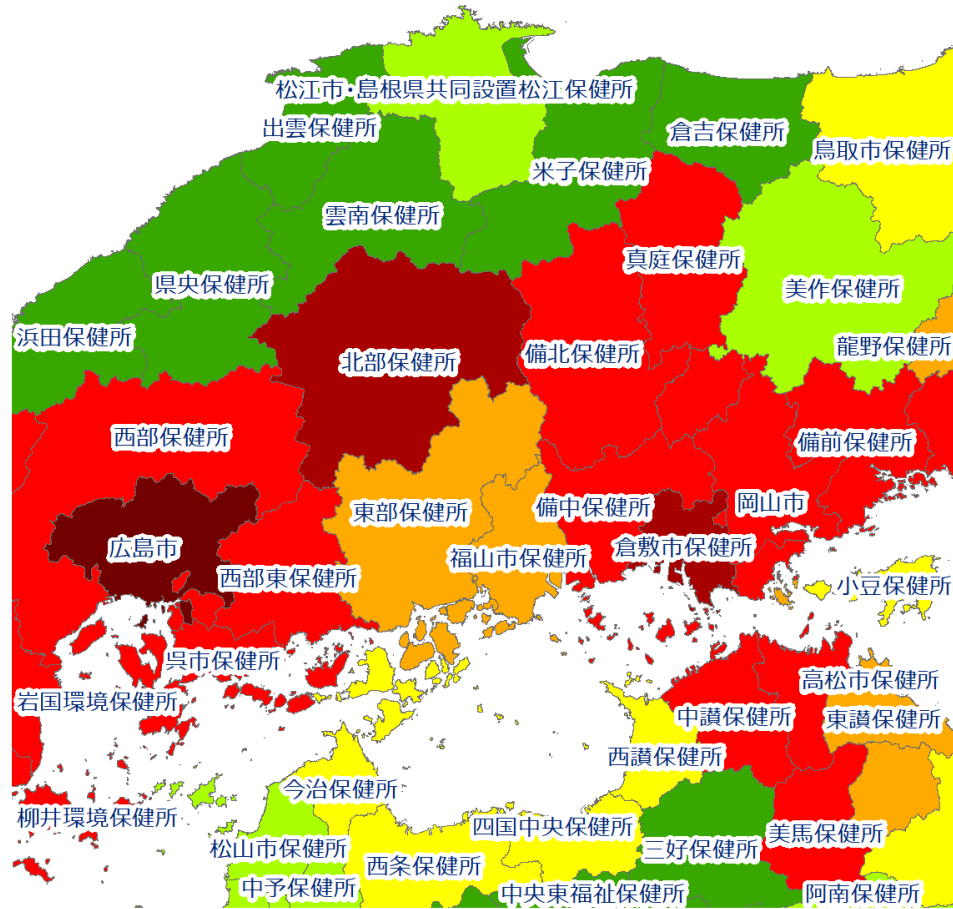 松江市・島根県共同設置松江保健所
出雲保健所
倉吉保健所
鳥取市保健所
米子保健所
雲南保健所
真庭保健所
県央保健所
美作保健所
浜田保健所
龍野保健所
北部保健所
備北保健所
西部保健所
備前保健所
岡山市
東部保健所
備中保健所
広島市
倉敷市保健所
福山市保健所
西部東保健所
小豆保健所
呉市保健所
高松市保健所
岩国環境保健所
中讃保健所
東讃保健所
西讃保健所
今治保健所
柳井環境保健所
四国中央保健所
美馬保健所
松山市保健所
三好保健所
西条保健所
中予保健所
中央東福祉保健所
阿南保健所